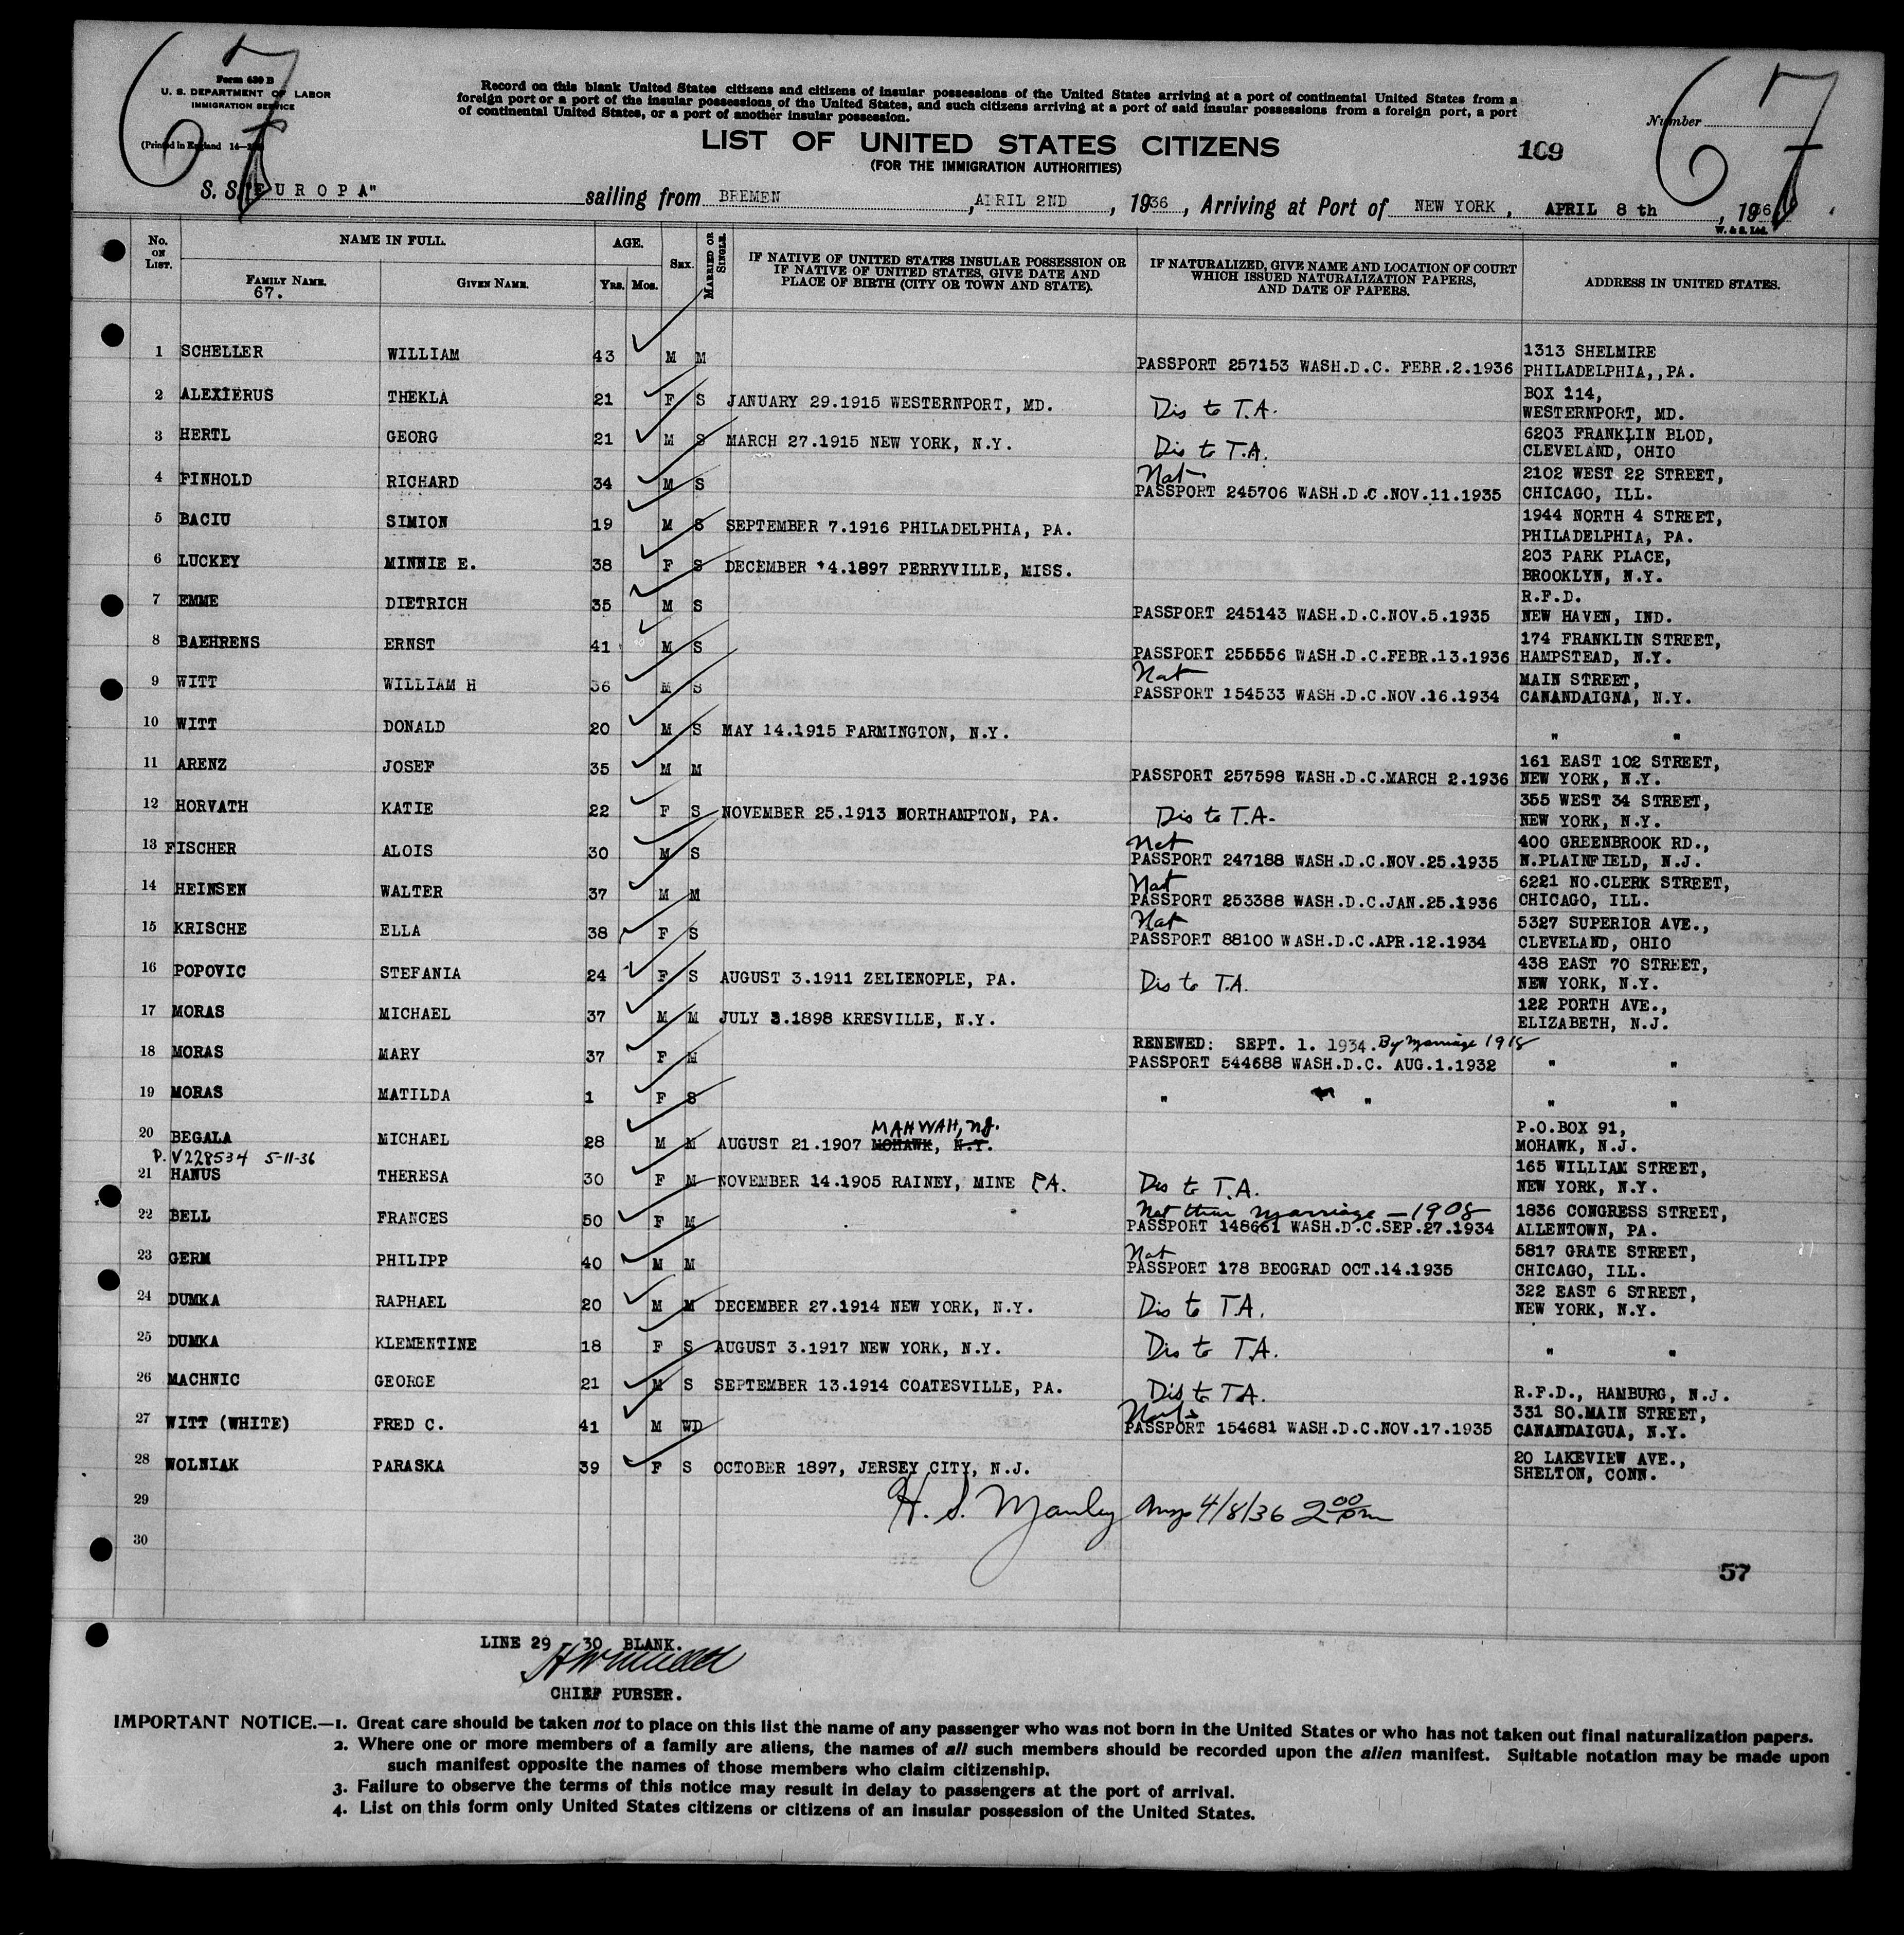 67
67
Form 630 B
U. S. DEPARTMENT OF LABOR
IMMIGRATION SERVICE
(Printed in England 14—
Record on this blank United States citizens and citizens of insular possessions of the United States arriving at a port of continental United States from a
foreign port or a port of the insular possessions of the United States, and such citizens arriving at a port of said insular possessions from a foreign port, a port
of continental United States, or a port of another insular possession.
Number
LIST OF UNITED STATES CITIZENS
(FOR THE IMMIGRATION AUTHORITIES)
109
S. S. "EUROPA" sailing from BREMEN, APRIL 2ND, 1936, Arriving at Port of NEW YORK, APRIL 8 th, 1936
W. & S. Ltd.
No. ON LIST. NAME IN FULL. AGE. SEX. MARRIED OR SINGLE. IF NATIVE OF UNITED STATES INSULAR POSSESSION OR IF NATIVE OF UNITED STATES, GIVE DATE AND PLACE OF BIRTH (CITY OR TOWN AND STATE). IF NATURALIZED, GIVE NAME AND LOCATION OF COURT WHICH ISSUED NATURALIZATION PAPERS, AND DATE OF PAPERS. ADDRESS IN UNITED STATES.
FAMILY NAME. GIVEN NAME. YRS. MOS.
67.
1 SCHELLER WILLIAM 43 M M PASSPORT 257153 WASH.D.C. FEBR.2.1936 1313 SHELMIRE PHILADELPHIA,,PA.
2 ALEXIERUS THEKLA 21 F S JANUARY 29.1915 WESTERNPORT, MD. Dis to T.A. BOX 114, WESTERNPORT, MD.
3 HERTL GEORG 21 M S MARCH 27.1915 NEW YORK, N.Y. Dis to T.A. 6203 FRANKLIN BLOD, CLEVELAND, OHIO
4 FINHOLD RICHARD 34 M S Nat PASSPORT 245706 WASH.D.C.NOV.11.1935 2102 WEST 22 STREET, CHICAGO, ILL.
5 BACIU SIMION 19 M S SEPTEMBER 7.1916 PHILADELPHIA, PA. 1944 NORTH 4 STREET, PHILADELPHIA, PA.
6 LUCKEY MINNIE E. 38 F S DECEMBER 4.1897 PERRYVILLE, MISS. 203 PARK PLACE, BROOKLYN, N.Y.
7 EMME DIETRICH 35 M S PASSPORT 245143 WASH.D.C.NOV.5.1935 R.F.D. NEW HAVEN, IND.
8 BAEHRENS ERNST 41 M S PASSPORT 255556 WASH.D.C.FEBR.13.1936 174 FRANKLIN STREET, HAMPSTEAD, N.Y.
9 WITT WILLIAM H 36 M S Nat PASSPORT 154533 WASH.D.C.NOV.16.1934 MAIN STREET, CANANDAIGNA, N.Y.
10 WITT DONALD 20 M S MAY 14.1915 FARMINGTON, N.Y. " "
11 ARENZ JOSEF 35 M M PASSPORT 257598 WASH.D.C.MARCH 2.1936 161 EAST 102 STREET, NEW YORK, N.Y.
12 HORVATH KATIE 22 F S NOVEMBER 25.1913 NORTHAMPTON, PA. Dis to T.A. 355 WEST 34 STREET, NEW YORK, N.Y.
13 FISCHER ALOIS 30 M S Nat PASSPORT 247188 WASH.D.C.NOV.25.1935 400 GREENBROOK RD., N.PLAINFIELD, N.J.
14 HEINSEN WALTER 37 M M Nat PASSPORT 253388 WASH.D.C.JAN.25.1936 6221 NO.CLERK STREET, CHICAGO, ILL.
15 KRISCHE ELLA 38 F S Nat PASSPORT 88100 WASH.D.C.APR.12.1934 5327 SUPERIOR AVE., CLEVELAND, OHIO
16 POPOVIC STEFANIA 24 F S AUGUST 3.1911 ZELIENOPLE, PA. Dis to T.A. 438 EAST 70 STREET, NEW YORK, N.Y.
17 MORAS MICHAEL 37 M M JULY 3.1898 KRESVILLE, N.Y. 122 PORTH AVE., ELIZABETH, N.J.
18 MORAS MARY 37 F M RENEWED: SEPT. 1. 1934. By Marriage 1918 PASSPORT 544688 WASH.D.C. AUG.1.1932 " "
19 MORAS MATILDA 1 F S " " " "
20 BEGALA MICHAEL 28 M M AUGUST 21.1907 MOHAWK, N.Y. MAHWAH, NJ. P.O.BOX 91, MOHAWK, N.J.
P. V228534 5-11-36
21 HANUS THERESA 30 F M NOVEMBER 14.1905 RAINEY, MINE PA. Dis to T.A. 165 WILLIAM STREET, NEW YORK, N.Y.
22 BELL FRANCES 50 F M Nat thru marriage — 1908 PASSPORT 148661 WASH.D.C.SEP.27.1934 1836 CONGRESS STREET, ALLENTOWN, PA.
23 GERM PHILIPP 40 M M Nat PASSPORT 178 BEOGRAD OCT.14.1935 5817 GRATE STREET, CHICAGO, ILL.
24 DUMKA RAPHAEL 20 M M DECEMBER 27.1914 NEW YORK, N.Y. Dis to T.A. 322 EAST 6 STREET, NEW YORK, N.Y.
25 DUMKA KLEMENTINE 18 F S AUGUST 3.1917 NEW YORK, N.Y. Dis to T.A. " "
26 MACHNIC GEORGE 21 M S SEPTEMBER 13.1914 COATESVILLE, PA. Dis to T.A. R.F.D., HAMBURG, N.J.
27 WITT (WHITE) FRED C. 41 M WD PASSPORT 154681 WASH.D.C.NOV.17.1935 331 SO.MAIN STREET, CANANDAIGUA, N.Y.
28 WOLNIAK PARASKA 39 F S OCTOBER 1897, JERSEY CITY, N.J. 20 LAKEVIEW AVE., SHELTON, CONN.
29 H. S. Manley 4/8/36 2 00 pm
30
57
LINE 29 30 BLANK.
CHIEF PURSER.
IMPORTANT NOTICE.—1. Great care should be taken not to place on this list the name of any passenger who was not born in the United States or who has not taken out final naturalization papers.
2. Where one or more members of a family are aliens, the names of all such members should be recorded upon the alien manifest. Suitable notation may be made upon
such manifest opposite the names of those members who claim citizenship.
3. Failure to observe the terms of this notice may result in delay to passengers at the port of arrival.
4. List on this form only United States citizens or citizens of an insular possession of the United States.